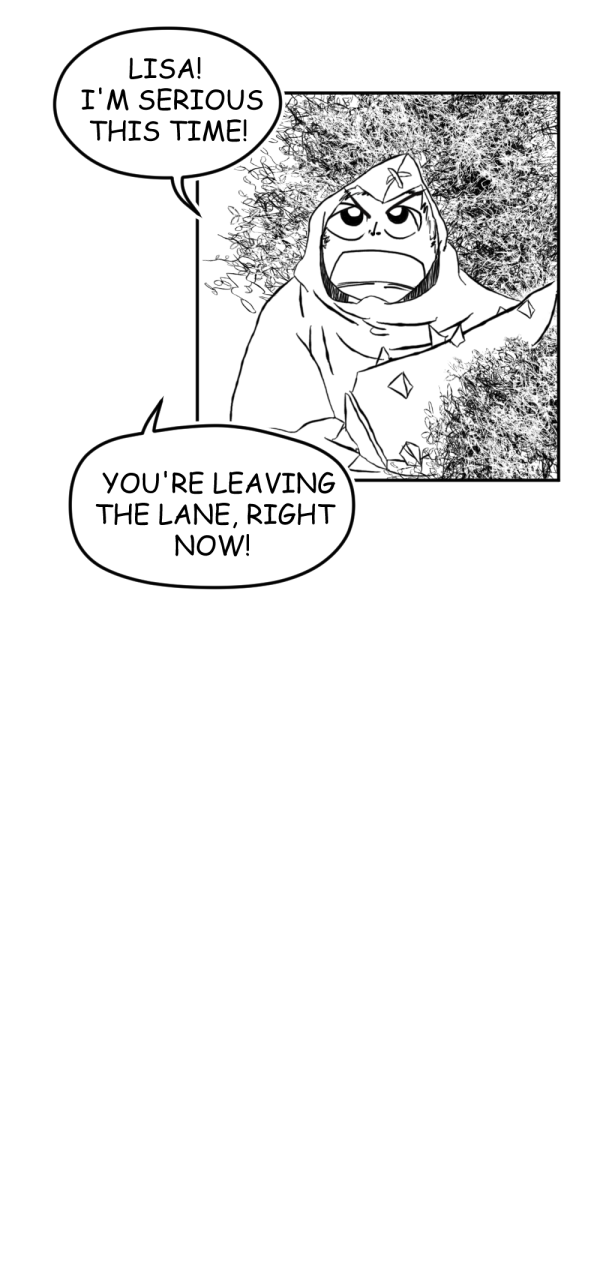 LISA!
I'M SERIOUS
THIS TIME!
YOU'RE LEAVING
THE LANE, RIGHT
NOW!